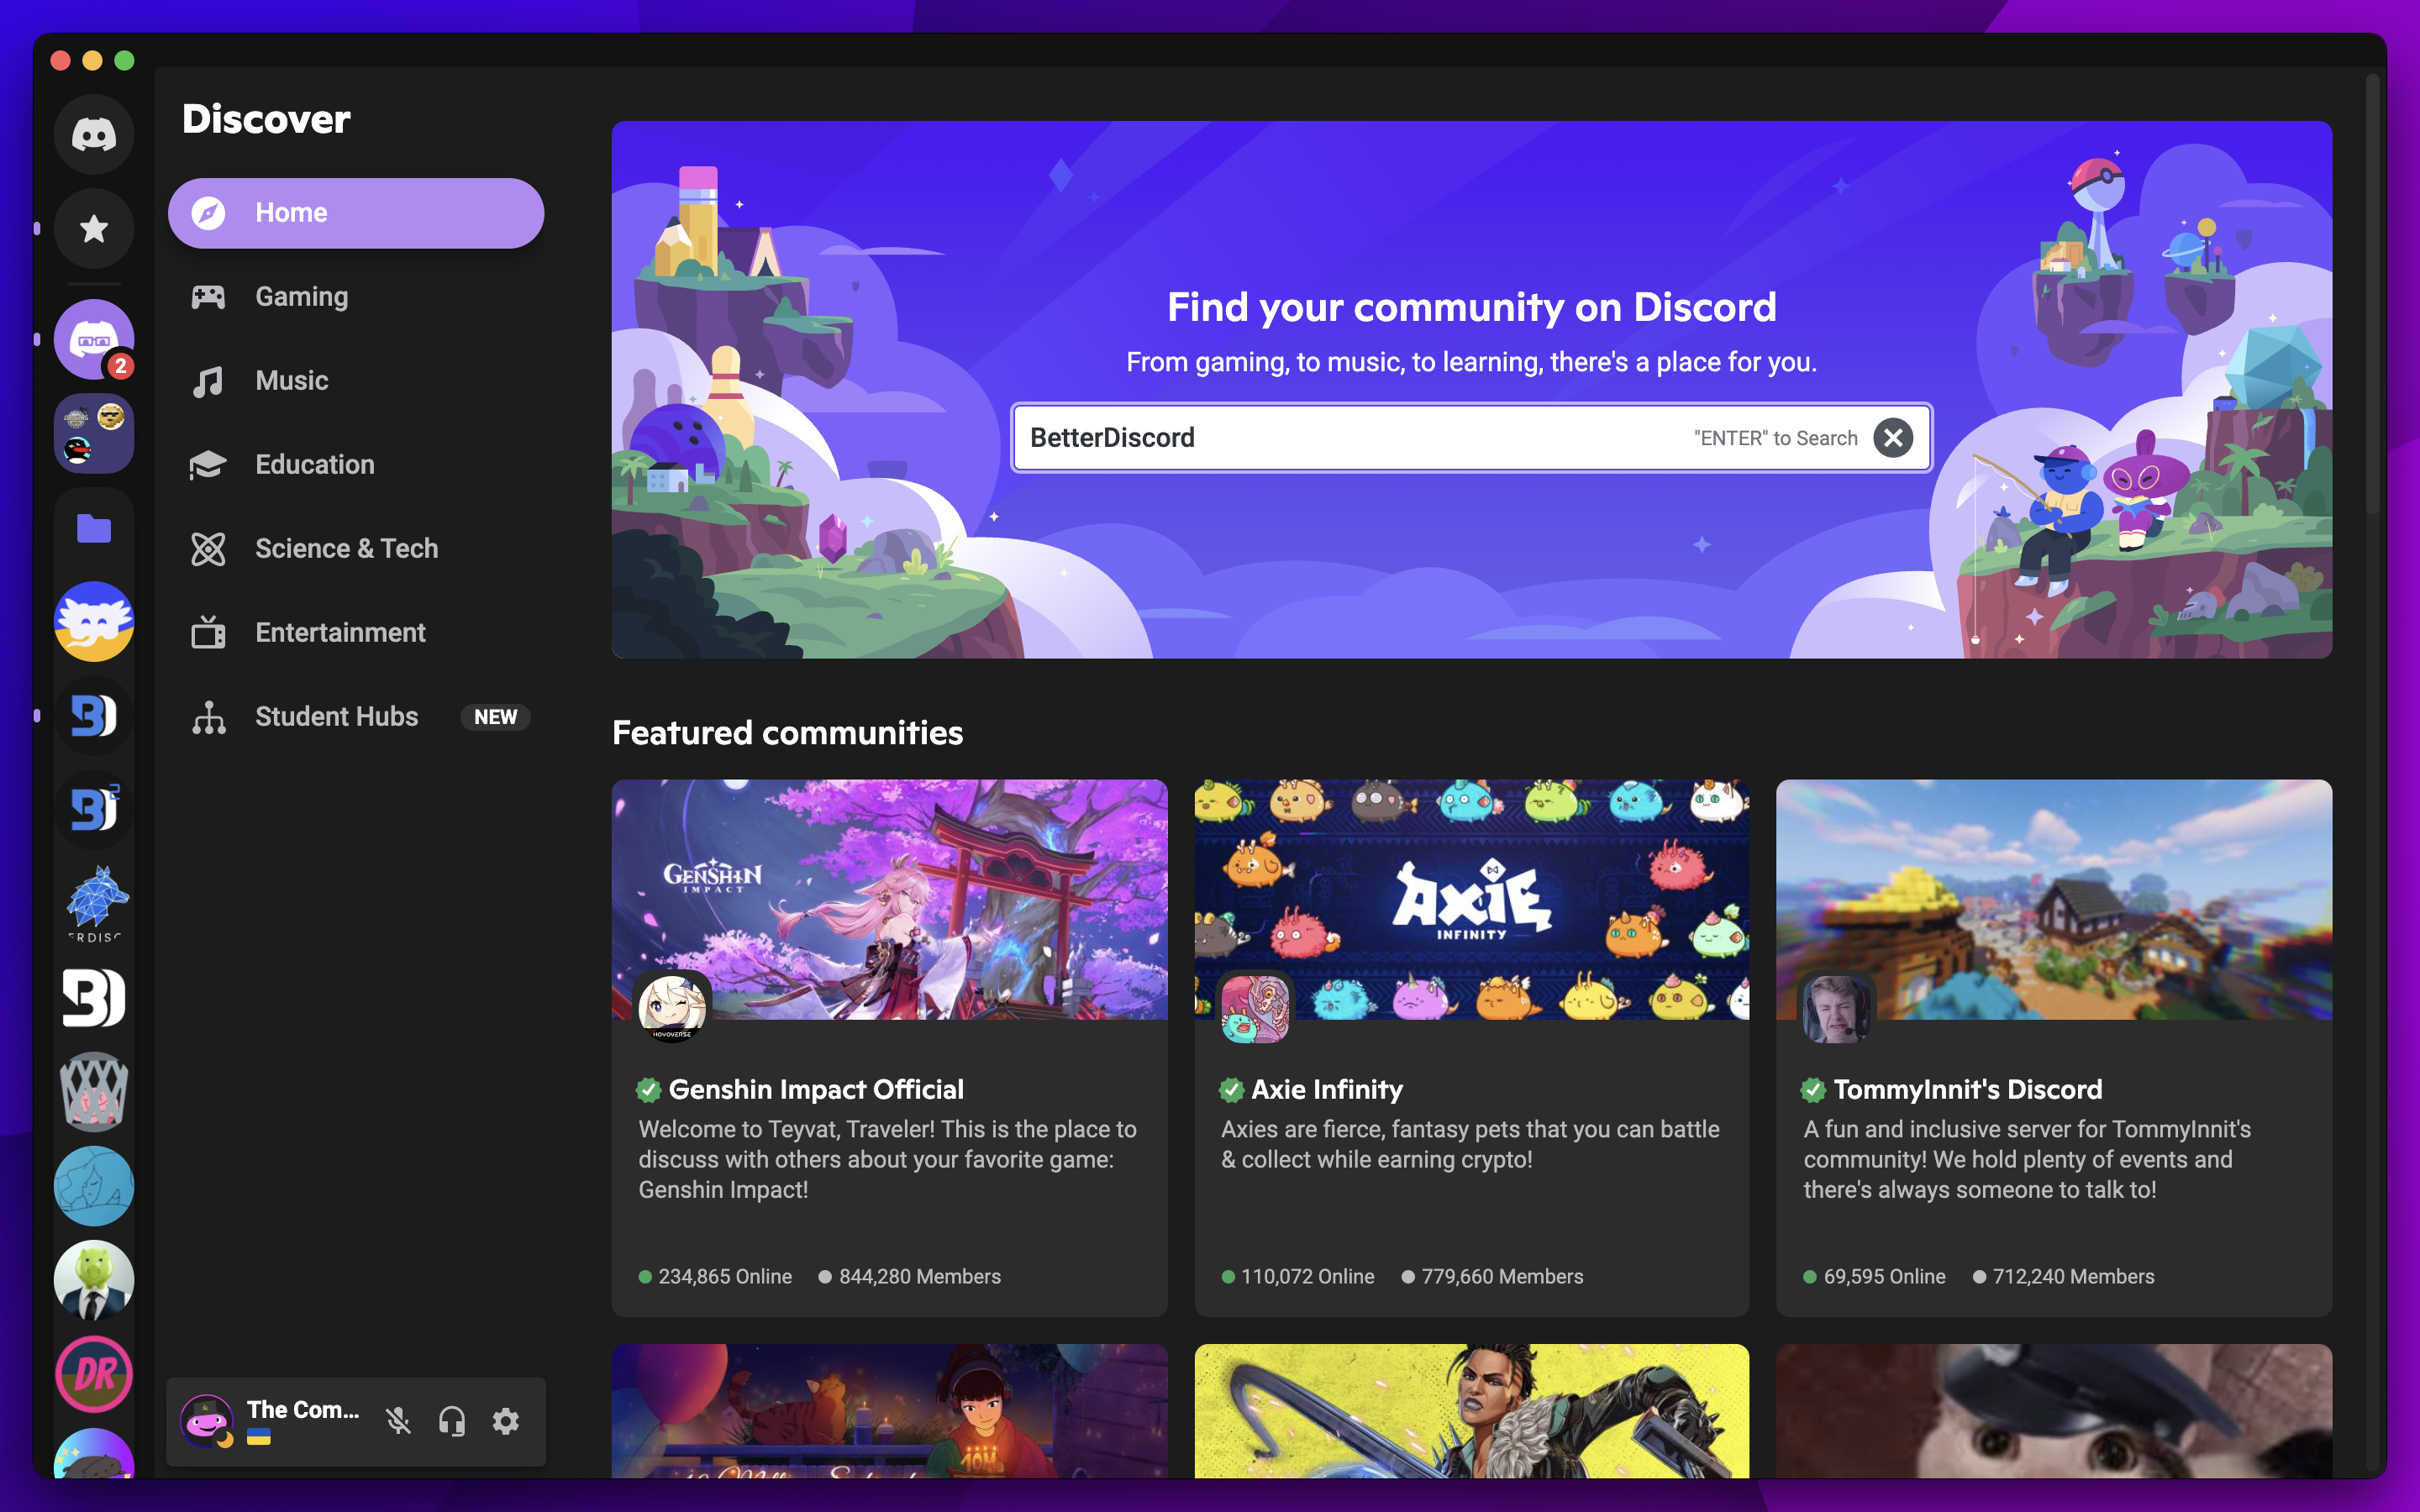 Discover
Home
Gaming
Music
Education
Science & Tech
Entertainment
Student Hubs NEW
2
ERDISC
DR
The Com...
Find your community on Discord
From gaming, to music, to learning, there's a place for you.
BetterDiscord "ENTER" to Search
Featured communities
GENSHIN
IMPACT
HOYOVERSE
Genshin Impact Official
Welcome to Teyvat, Traveler! This is the place to
discuss with others about your favorite game:
Genshin Impact!
234,865 Online 844,280 Members
AXIE
INFINITY
Axie Infinity
Axies are fierce, fantasy pets that you can battle
& collect while earning crypto!
110,072 Online 779,660 Members
TommyInnit's Discord
A fun and inclusive server for TommyInnit's
community! We hold plenty of events and
there's always someone to talk to!
69,595 Online 712,240 Members
10M